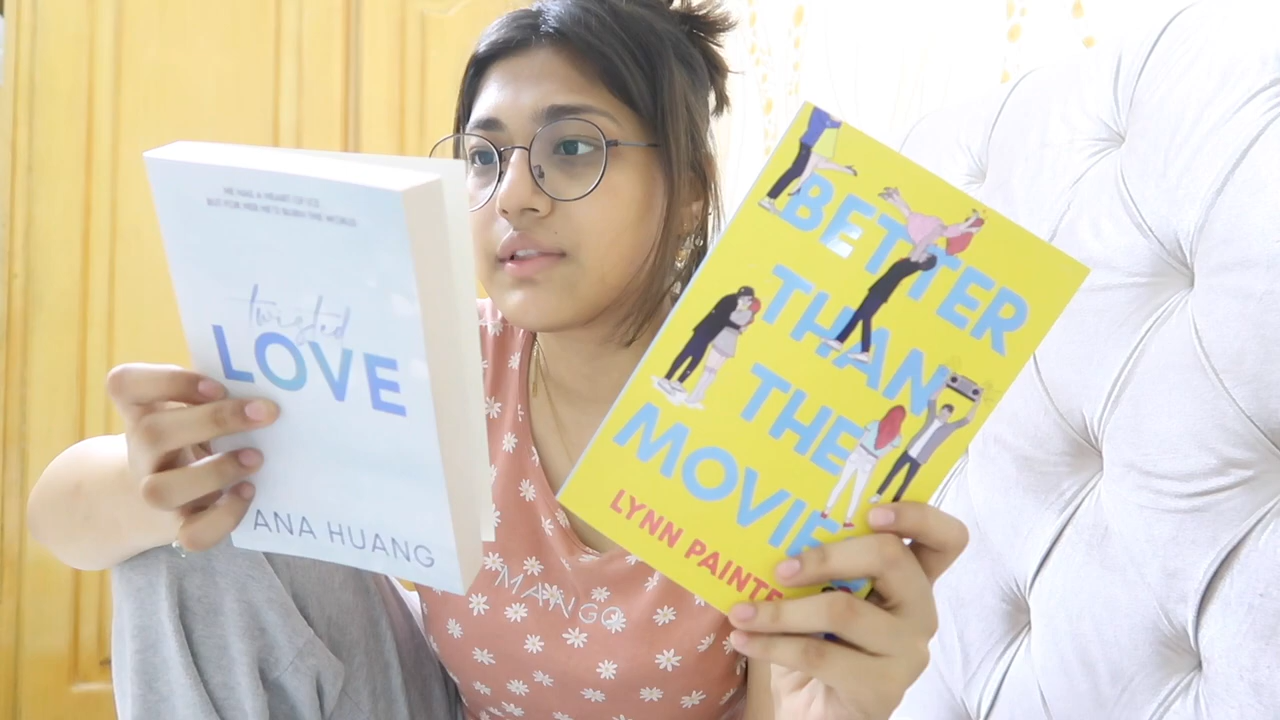 HE HAS A HEART OF ICE
BUT FOR HER HE'D BURN THE WORLD
twisted
LOVE
ANA HUANG
BETTER
THAN
THE
MOVIE
LYNN PAINTE
MANGO